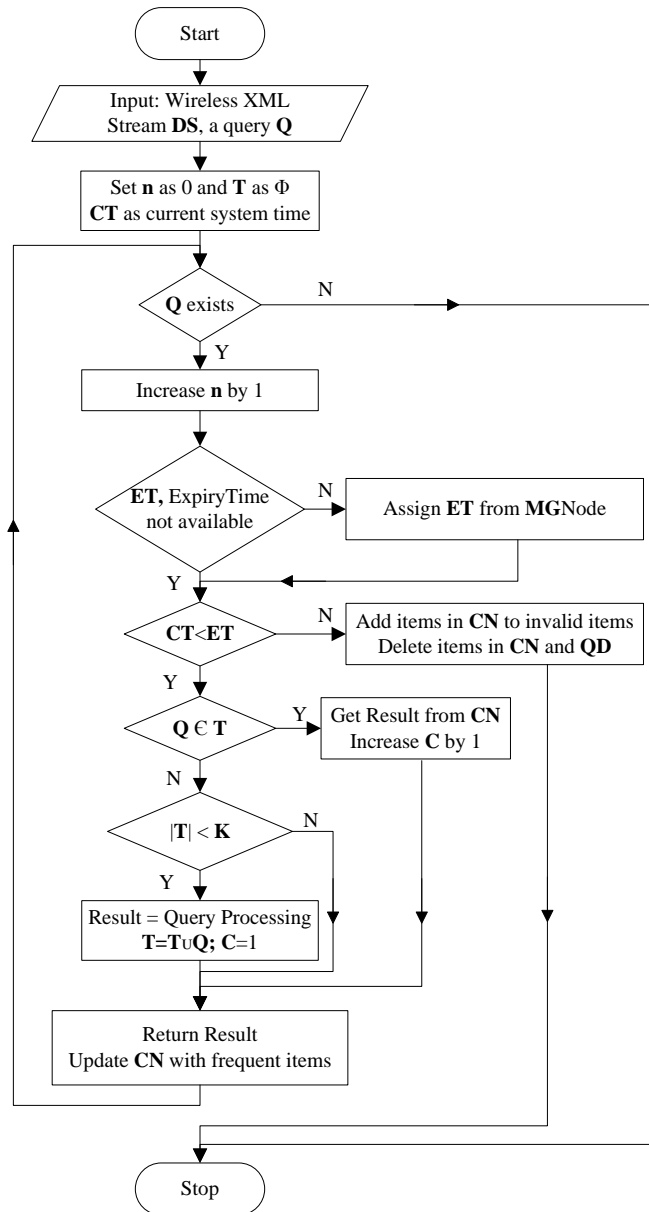 Start
Input: Wireless XML
Stream DS, a query Q
Set n as 0 and T as Φ
CT as current system time
Q exists
N
Y
Increase n by 1
ET, ExpiryTime
not available
N
Assign ET from MGNode
Y
CT<ET
N
Add items in CN to invalid items
Delete items in CN and QD
Y
Q Є T
Y
Get Result from CN
Increase C by 1
N
|T| < K
N
Y
Result = Query Processing
T=TUQ; C=1
Return Result
Update CN with frequent items
Stop